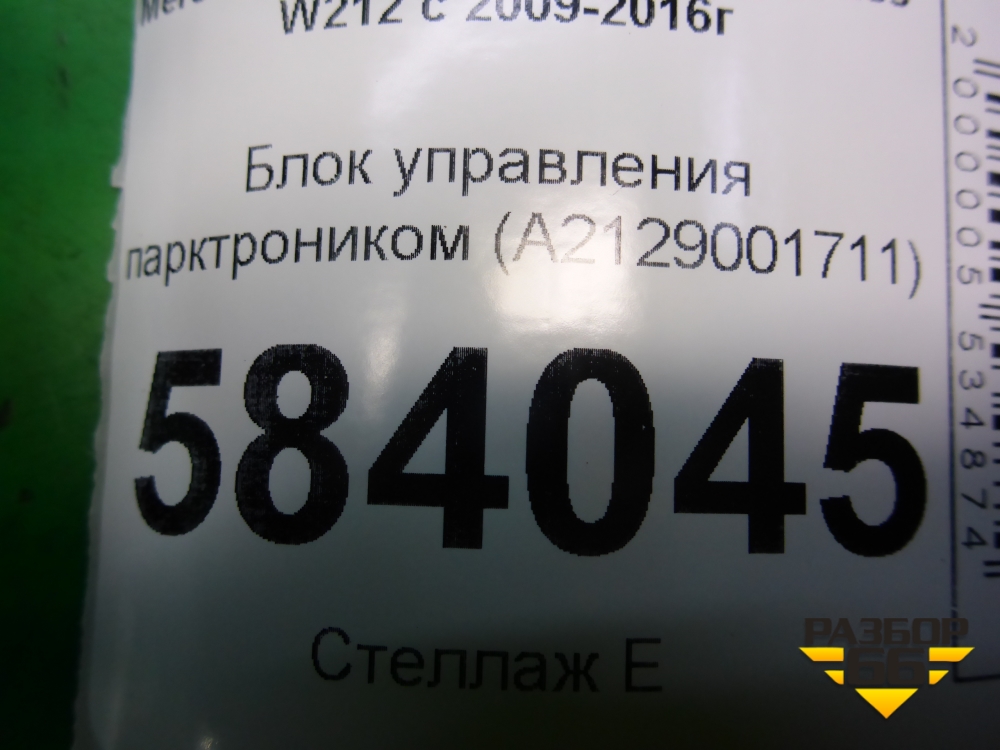 W212 с 2009-2016г
Блок управления
парктроником (A2129001711)
584045
Стеллаж Е
2000005534874
РАЗБОР
66